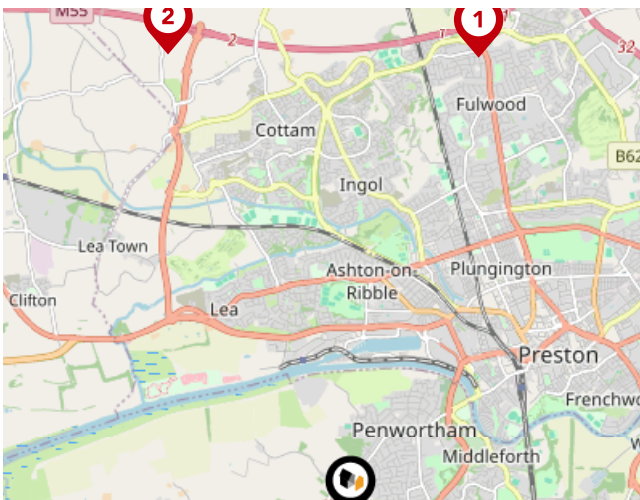 M55
2
1
2
1
32
Fulwood
Cottam
B62
Ingol
Lea Town
Ashton-on-
Ribble
Plungington
Clifton
Lea
Preston
Frenchwo
Penwortham
W
Middleforth